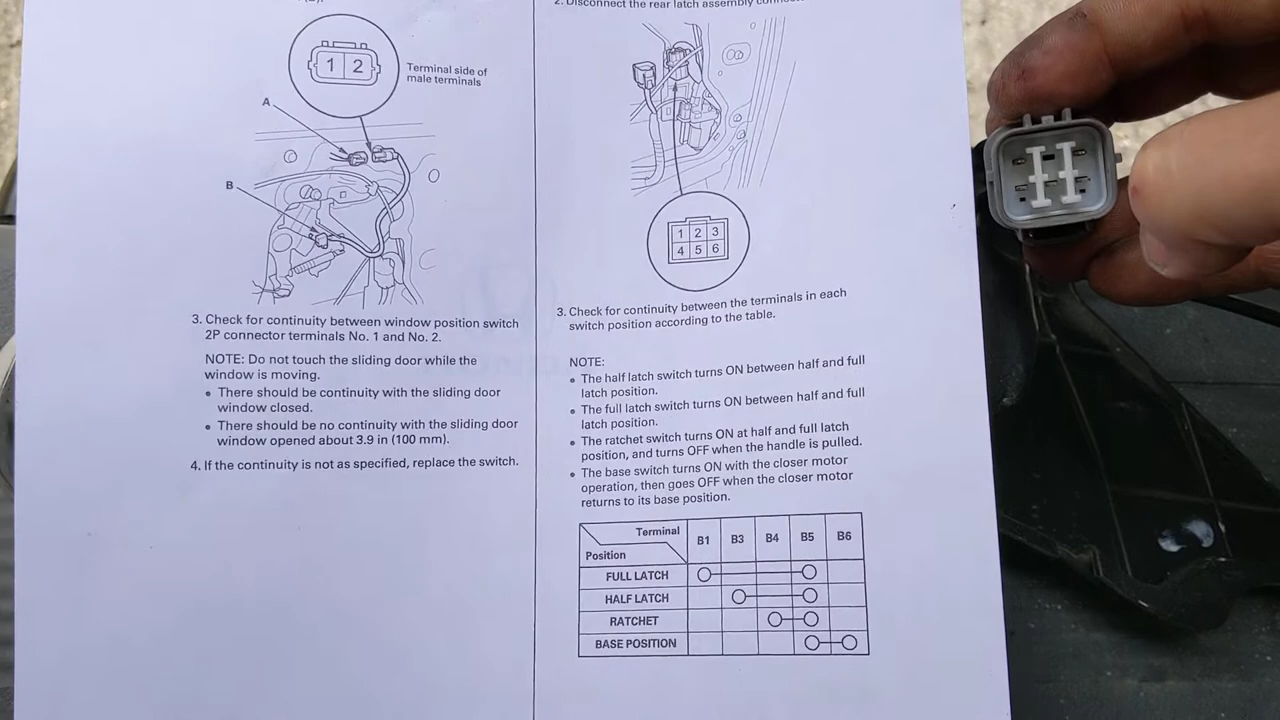 1 2
Terminal side of
male terminals
A
B
3. Check for continuity between window position switch
2P connector terminals No. 1 and No. 2.
NOTE: Do not touch the sliding door while the
window is moving.
• There should be continuity with the sliding door
window closed.
• There should be no continuity with the sliding door
window opened about 3.9 in (100 mm).
4. If the continuity is not as specified, replace the switch.
2. Disconnect the rear latch assembly
1 2 3
4 5 6
3. Check for continuity between the terminals in each
switch position according to the table.
NOTE:
• The half latch switch turns ON between half and full
latch position.
• The full latch switch turns ON between half and full
latch position.
• The ratchet switch turns ON at half and full latch
position, and turns OFF when the handle is pulled.
• The base switch turns ON with the closer motor
operation, then goes OFF when the closer motor
returns to its base position.
Terminal B1 B3 B4 B5 B6
Position
FULL LATCH
HALF LATCH
RATCHET
BASE POSITION